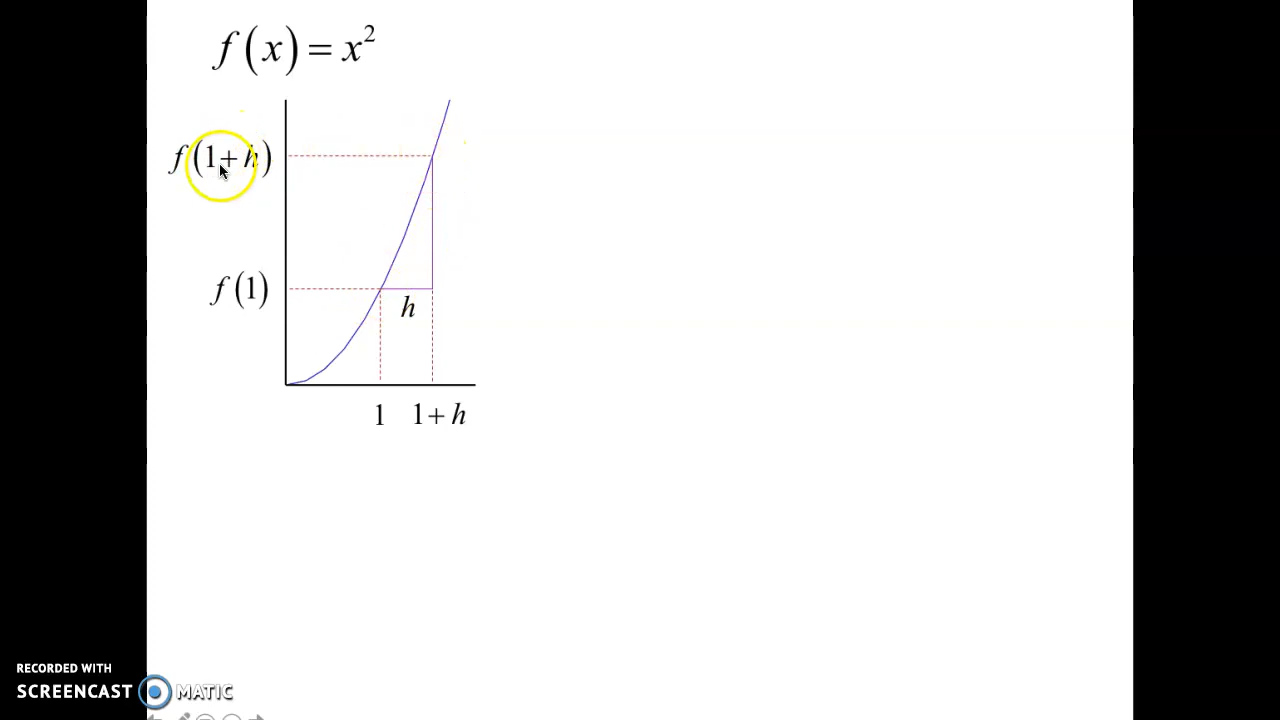 f(x) = x²
f(1+h)
f(1)
h
1
1+h
RECORDED WITH
SCREENCAST MATIC